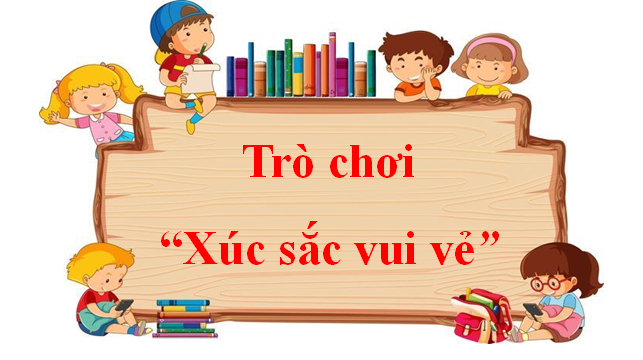 Trò chơi
“Xúc sắc vui vẻ”